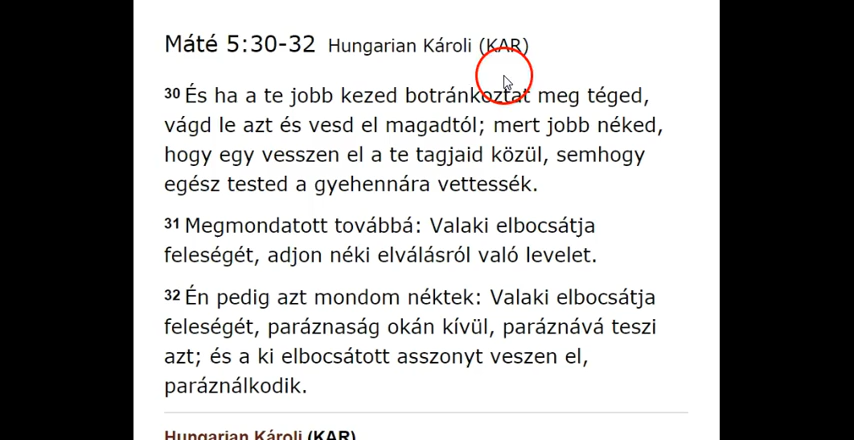 Máté 5:30-32 Hungarian Károli (KAR)
30 És ha a te jobb kezed botránkoztat meg téged,
vágd le azt és vesd el magadtól; mert jobb néked,
hogy egy vesszen el a te tagjaid közül, semhogy
egész tested a gyehennára vettessék.
31 Megmondatott továbbá: Valaki elbocsátja
feleségét, adjon néki elválásról való levelet.
32 Én pedig azt mondom néktek: Valaki elbocsátja
feleségét, paráznaság okán kívül, paráznává teszi
azt; és a ki elbocsátott asszonyt veszen el,
paráználkodik.
Hungarian Károli (KAR)